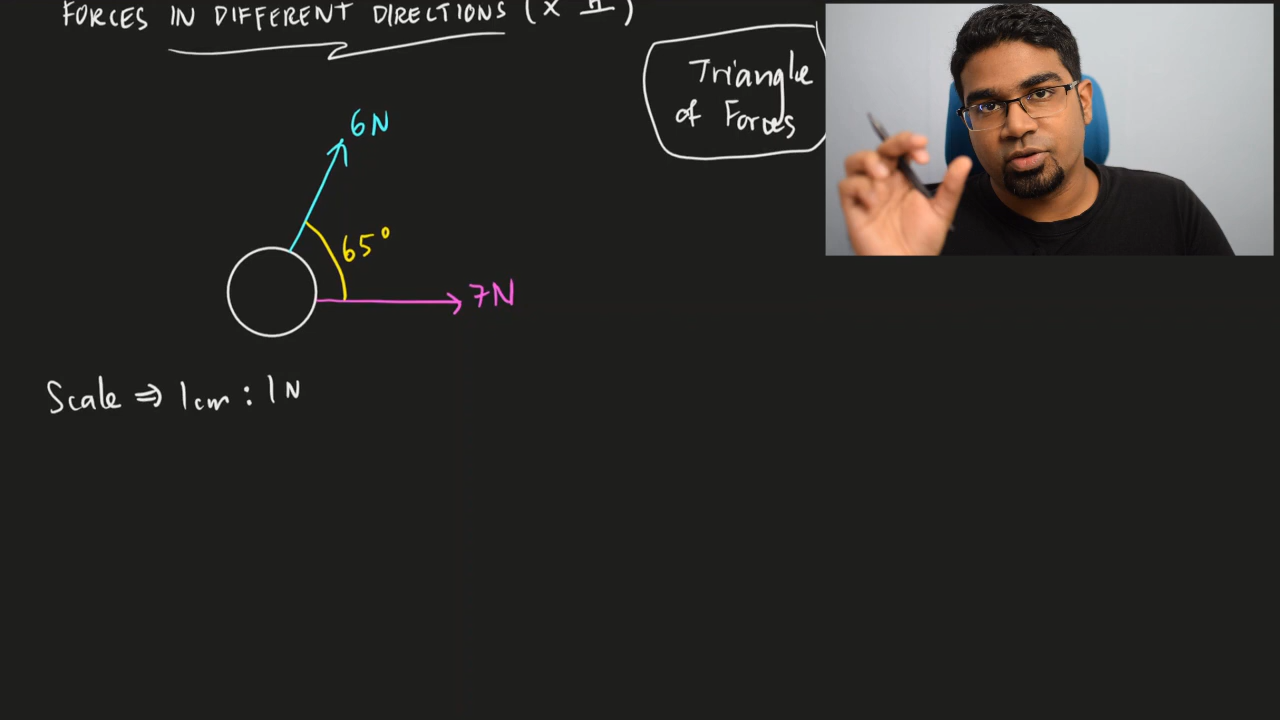 FORCES IN DIFFERENT DIRECTIONS (X
Triangle
of Forces
6N
65°
7N
Scale ⇒ 1cm : 1N